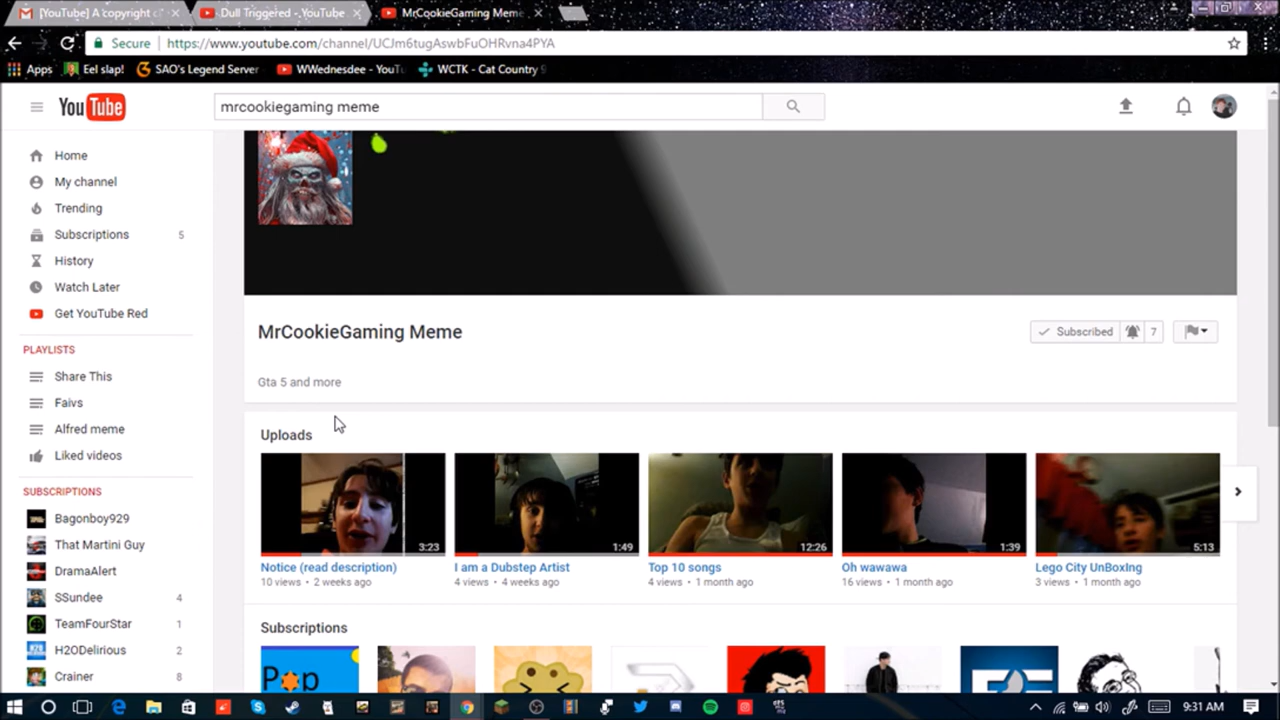 [YouTube] A copyright cl
Dull Triggered - YouTube
MrCookieGaming Meme
Secure
https://www.youtube.com/channel/UCJm6tugAswbFuOHRvna4PYA
Apps
Eel slap!
SAO's Legend Server
WWednesdee - YouTu
WCTK - Cat Country 9
YouTube
mrcookiegaming meme
Home
My channel
Trending
Subscriptions 5
History
Watch Later
Get YouTube Red
PLAYLISTS
Share This
Faivs
Alfred meme
Liked videos
SUBSCRIPTIONS
Bagonboy929
That Martini Guy
DramaAlert
SSundee 4
TeamFourStar 1
H2ODelirious 2
Crainer 8
MrCookieGaming Meme
Subscribed 7
Gta 5 and more
Uploads
3:23
1:49
12:26
1:39
5:13
Notice (read description)
I am a Dubstep Artist
Top 10 songs
Oh wawawa
Lego City UnBoxIng
10 views • 2 weeks ago
4 views • 4 weeks ago
4 views • 1 month ago
16 views • 1 month ago
3 views • 1 month ago
Subscriptions
Pop
9:31 AM